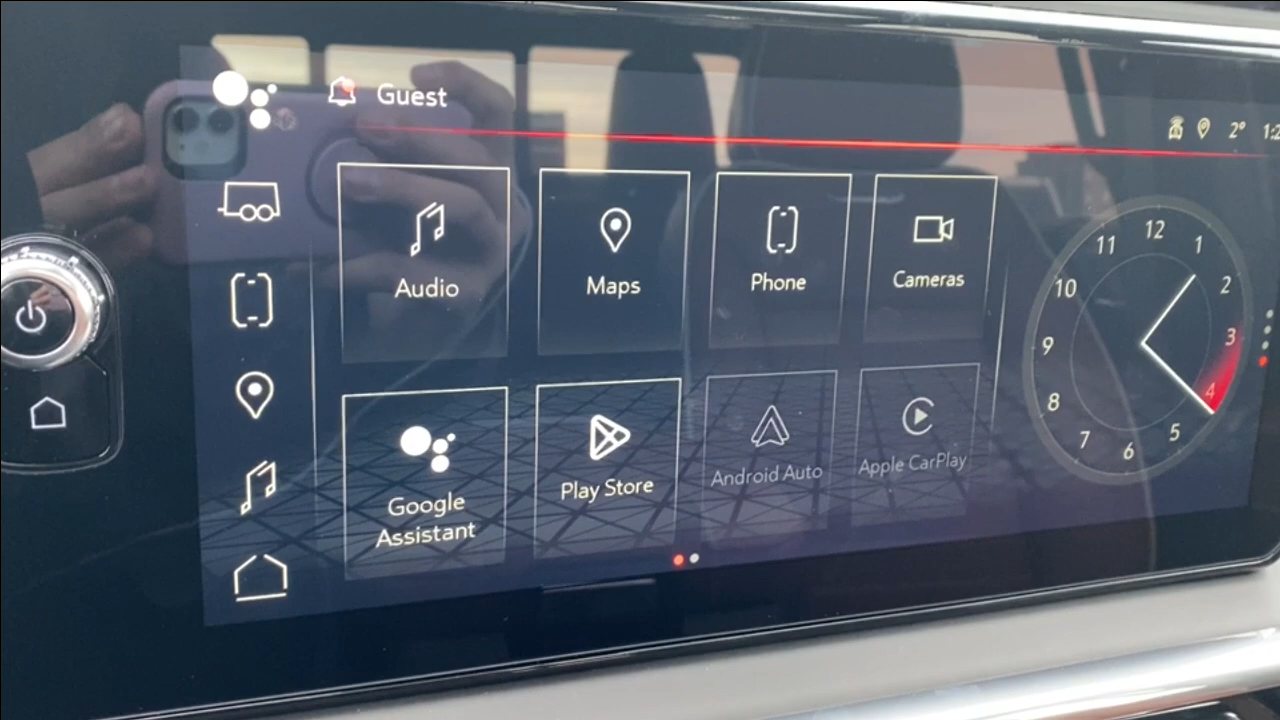 Guest
2°
Audio
Maps
Phone
Cameras
Google
Assistant
Play Store
Android Auto
Apple CarPlay
12
1
2
3
4
5
6
7
8
9
10
11